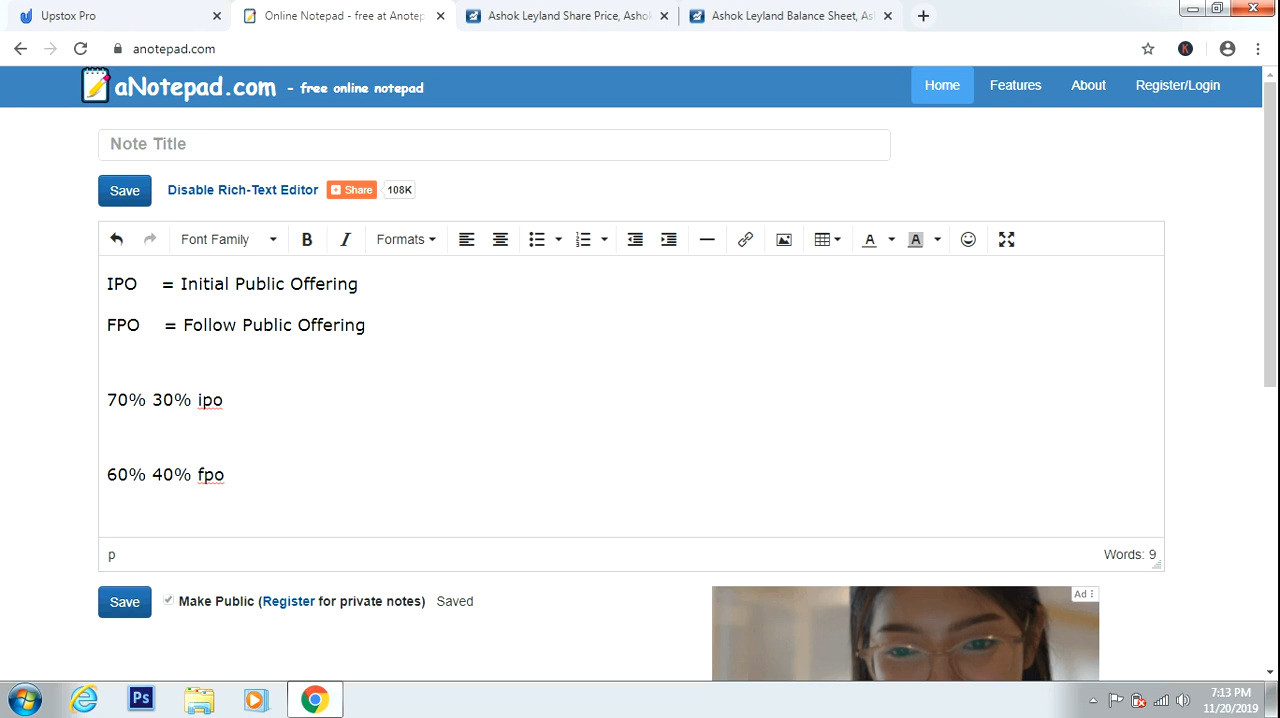 Upstox Pro
Online Notepad - free at Anotep
Ashok Leyland Share Price, Ashok
Ashok Leyland Balance Sheet, As
anotepad.com
K
aNotepad.com - free online notepad
Home Features About Register/Login
Note Title
Save Disable Rich-Text Editor Share 108K
Font Family B I Formats A A
IPO = Initial Public Offering
FPO = Follow Public Offering
70% 30% ipo
60% 40% fpo
p Words: 9
Save Make Public (Register for private notes) Saved
Ad
Ps
7:13 PM
11/20/2019